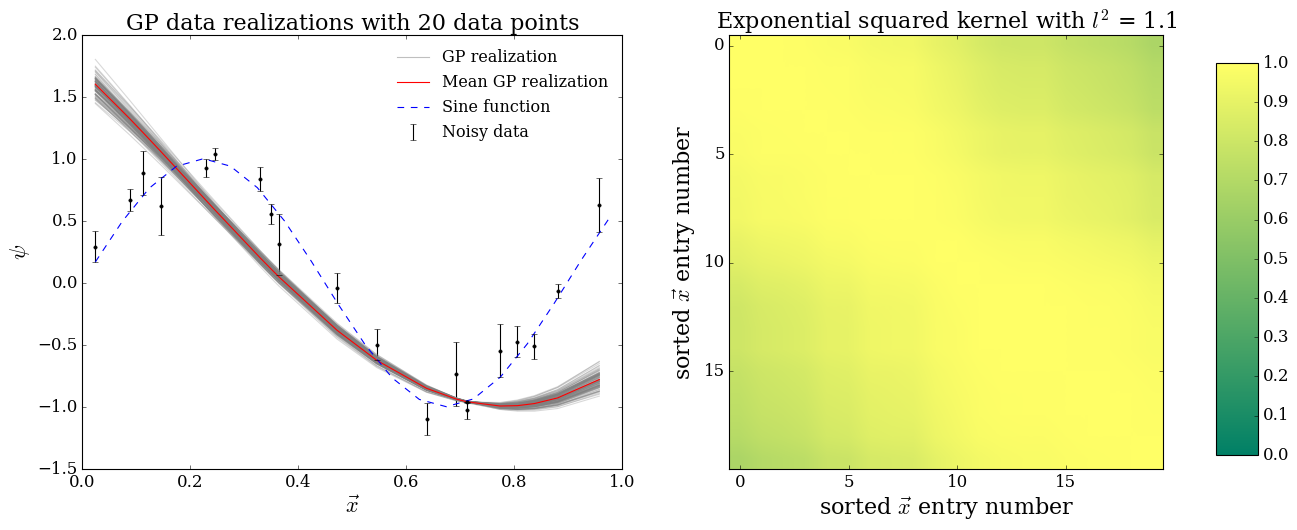 GP data realizations with 20 data points
2.0
1.5
1.0
0.5
0.0
−0.5
−1.0
−1.5
ψ
GP realization
Mean GP realization
Sine function
Noisy data
0.0 0.2 0.4 0.6 0.8 1.0
x⃗
Exponential squared kernel with l² = 1.1
0
5
10
15
sorted x⃗ entry number
0 5 10 15
sorted x⃗ entry number
1.0
0.9
0.8
0.7
0.6
0.5
0.4
0.3
0.2
0.1
0.0